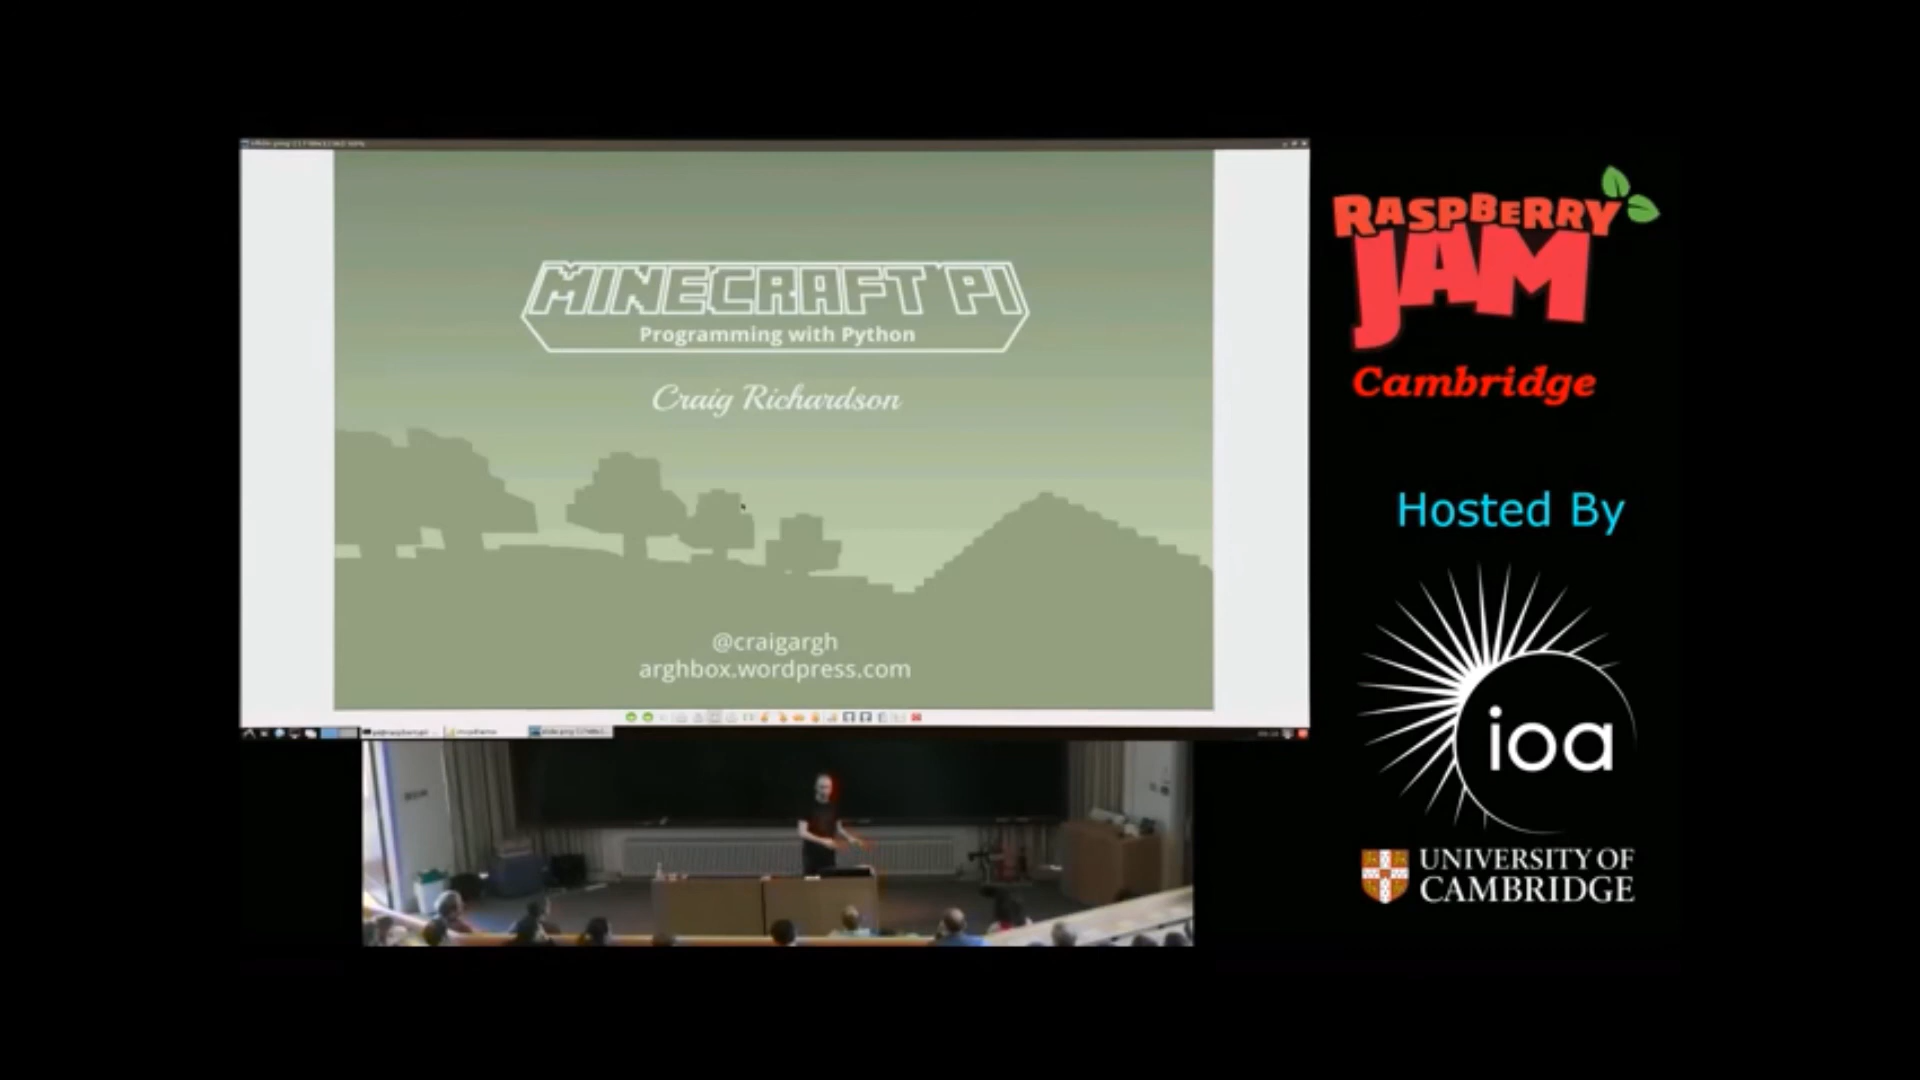 MINECRAFT PI
Programming with Python
Craig Richardson
@craigargh
arghbox.wordpress.com
RASPBERRY
JAM
Cambridge
Hosted By
ioa
UNIVERSITY OF
CAMBRIDGE